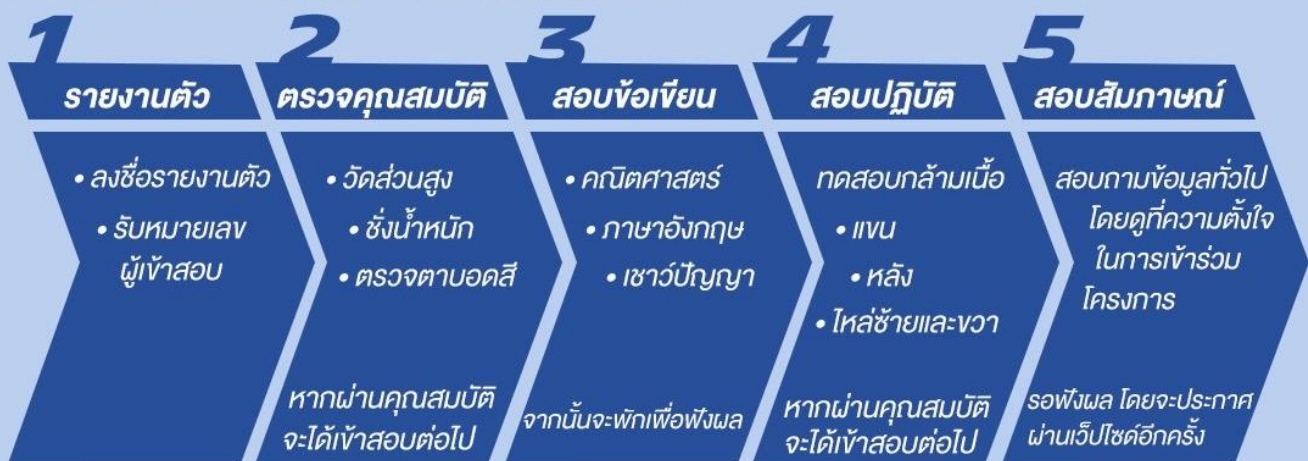 1
รายงานตัว
• ลงชื่อรายงานตัว
• รับหมายเลข
ผู้เข้าสอบ
2
ตรวจคุณสมบัติ
• วัดส่วนสูง
• ชั่งน้ำหนัก
• ตรวจตาบอดสี
หากผ่านคุณสมบัติ
จะได้เข้าสอบต่อไป
3
สอบข้อเขียน
• คณิตศาสตร์
• ภาษาอังกฤษ
• เชาว์ปัญญา
จากนั้นจะพักเพื่อฟังผล
4
สอบปฏิบัติ
ทดสอบกล้ามเนื้อ
• แขน
• หลัง
• ไหล่ซ้ายและขวา
หากผ่านคุณสมบัติ
จะได้เข้าสอบต่อไป
5
สอบสัมภาษณ์
สอบถามข้อมูลทั่วไป
โดยดูที่ความตั้งใจ
ในการเข้าร่วม
โครงการ
รอฟังผล โดยจะประกาศ
ผ่านเว็ปไซด์อีกครั้ง